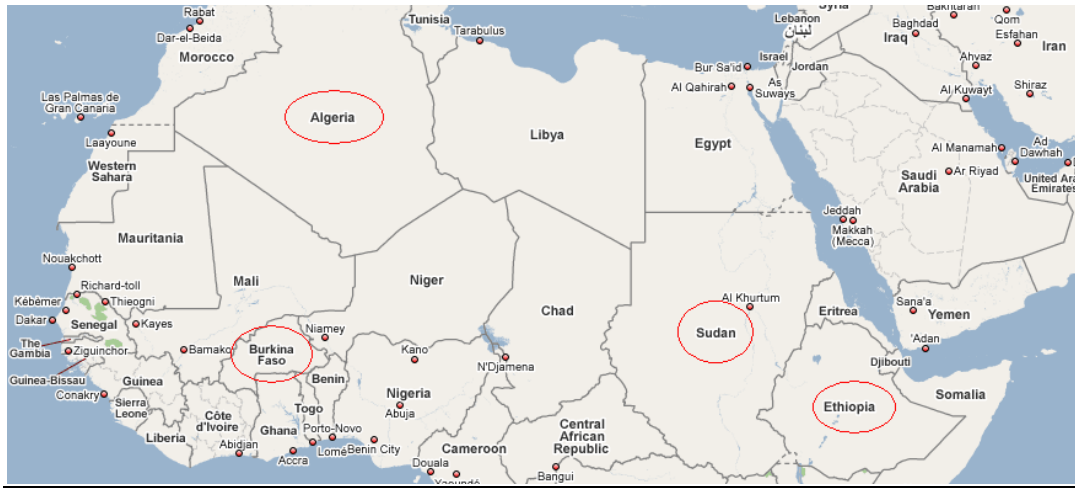 Rabat
Dar-el-Beida
Morocco
Tunisia
Tarabulus
Lebanon
لبنان
Baghdad
Iraq
Qom
Esfahan
Iran
Ahvaz
Shiraz
Israel
Jordan
Bur Sa'id
Al Qahirah
As
Suways
Al Kuwayt
Las Palmas de
Gran Canaria
Laayoune
Western
Sahara
Algeria
Libya
Egypt
Al Manamah
Ad
Dawhah
Saudi
Arabia
Ar Riyad
United Ara
Emirates
Jeddah
Makkah
(Mecca)
Mauritania
Nouakchott
Mali
Niger
Chad
Richard-toll
Kébémer
Thieogni
Dakar
Senegal
Kayes
The
Gambia
Ziguinchor
Bamako
Guinea-Bissau
Burkina
Faso
Niamey
Kano
N'Djamena
Al Khurtum
Sudan
Eritrea
Sana'a
Yemen
'Adan
Djibouti
Guinea
Conakry
Sierra
Leone
Liberia
Côte
d'Ivoire
Abidjan
Ghana
Accra
Togo
Benin
Porto-Novo
Lomé
Benin City
Nigeria
Abuja
Cameroon
Douala
Central
African
Republic
Bangui
Ethiopia
Somalia